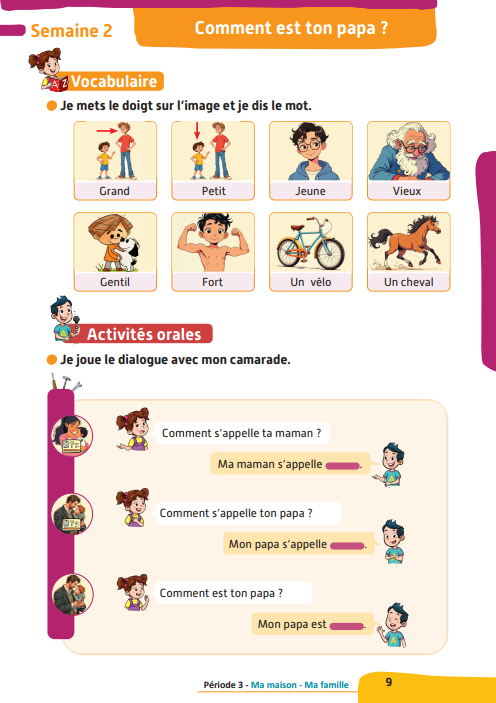 Semaine 2
Comment est ton papa ?
Vocabulaire
Je mets le doigt sur l'image et je dis le mot.
Grand
Petit
Jeune
Vieux
Gentil
Fort
Un vélo
Un cheval
Activités orales
Je joue le dialogue avec mon camarade.
Comment s'appelle ta maman ?
Ma maman s'appelle .
Comment s'appelle ton papa ?
Mon papa s'appelle .
Comment est ton papa ?
Mon papa est .
Période 3 - Ma maison - Ma famille
9